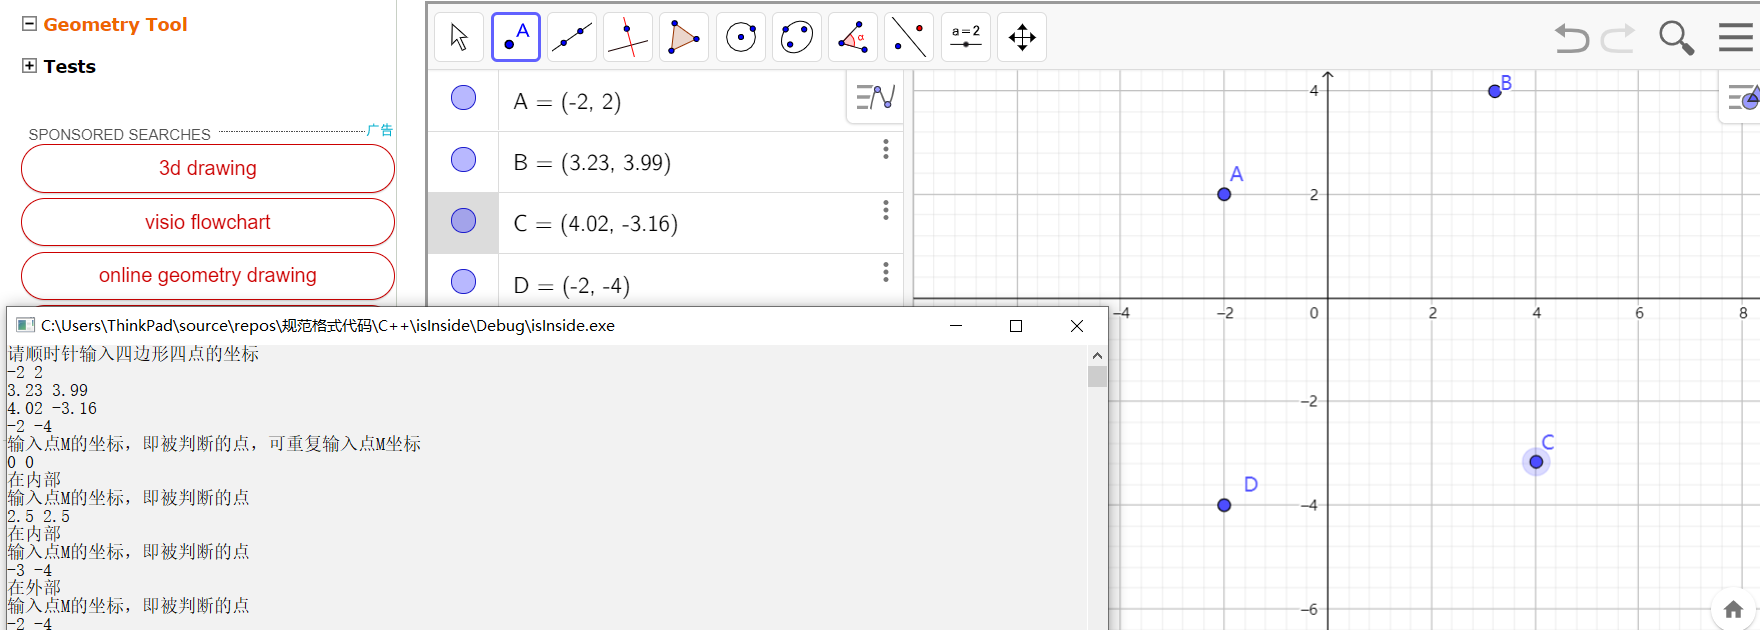 Geometry Tool
Tests
SPONSORED SEARCHES 广告
3d drawing
visio flowchart
online geometry drawing
A
α
a=2
A = (-2, 2)
B = (3.23, 3.99)
C = (4.02, -3.16)
D = (-2, -4)
B
4
A
2
-4 -2 0 2 4 6 8
-2
C
D
-4
-6
C:\Users\ThinkPad\source\repos\规范格式代码\C++\isInside\Debug\isInside.exe
请顺时针输入四边形四点的坐标
-2 2
3.23 3.99
4.02 -3.16
-2 -4
输入点M的坐标，即被判断的点，可重复输入点M坐标
0 0
在内部
输入点M的坐标，即被判断的点
2.5 2.5
在内部
输入点M的坐标，即被判断的点
-3 -4
在外部
输入点M的坐标，即被判断的点
-2 -4